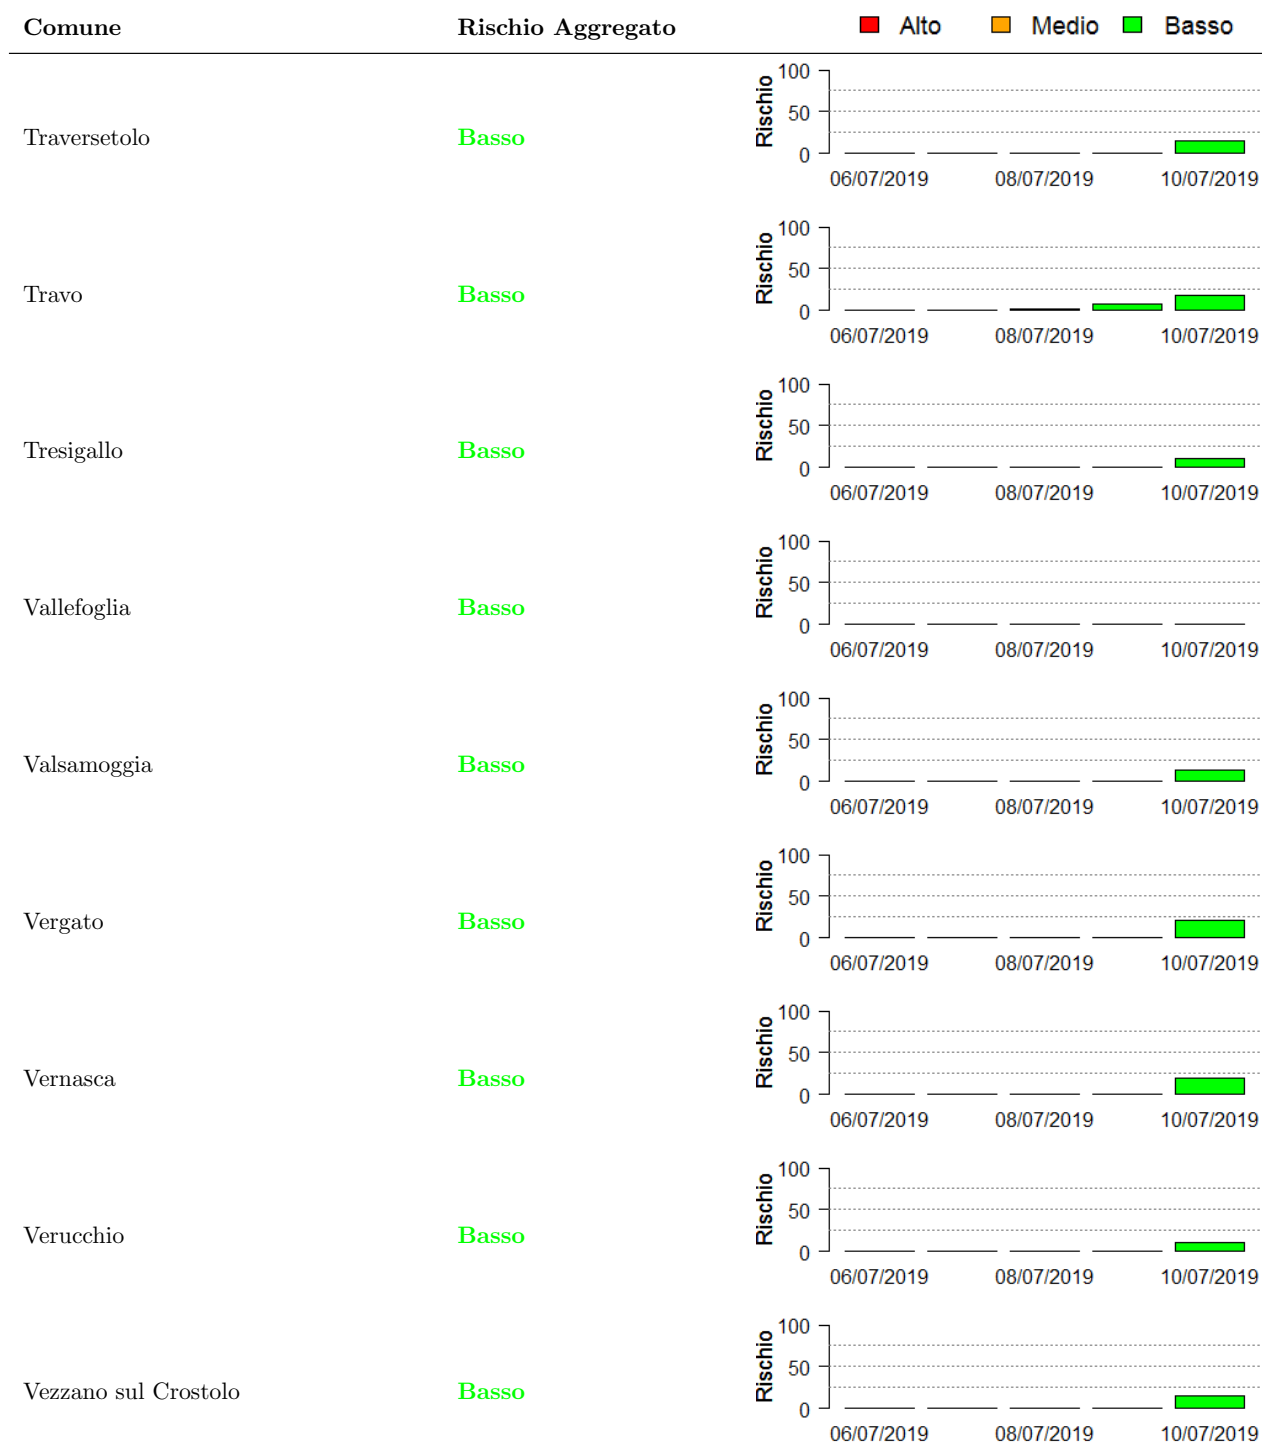 Comune Rischio Aggregato Alto Medio Basso
Traversetolo Basso Rischio 100 50 0
06/07/2019 08/07/2019 10/07/2019
Travo Basso Rischio 100 50 0
06/07/2019 08/07/2019 10/07/2019
Tresigallo Basso Rischio 100 50 0
06/07/2019 08/07/2019 10/07/2019
Vallefoglia Basso Rischio 100 50 0
06/07/2019 08/07/2019 10/07/2019
Valsamoggia Basso Rischio 100 50 0
06/07/2019 08/07/2019 10/07/2019
Vergato Basso Rischio 100 50 0
06/07/2019 08/07/2019 10/07/2019
Vernasca Basso Rischio 100 50 0
06/07/2019 08/07/2019 10/07/2019
Verucchio Basso Rischio 100 50 0
06/07/2019 08/07/2019 10/07/2019
Vezzano sul Crostolo Basso Rischio 100 50 0
06/07/2019 08/07/2019 10/07/2019